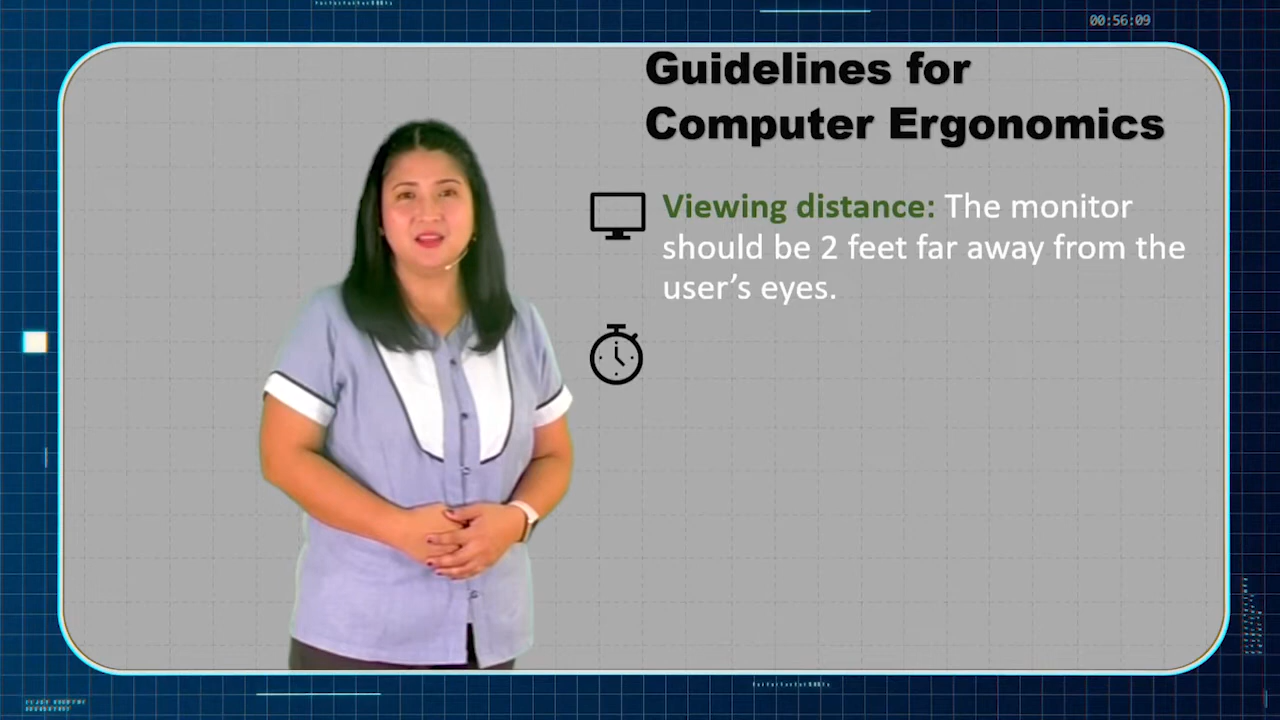 00:56:09
Guidelines for
Computer Ergonomics
Viewing distance: The monitor
should be 2 feet far away from the
user’s eyes.